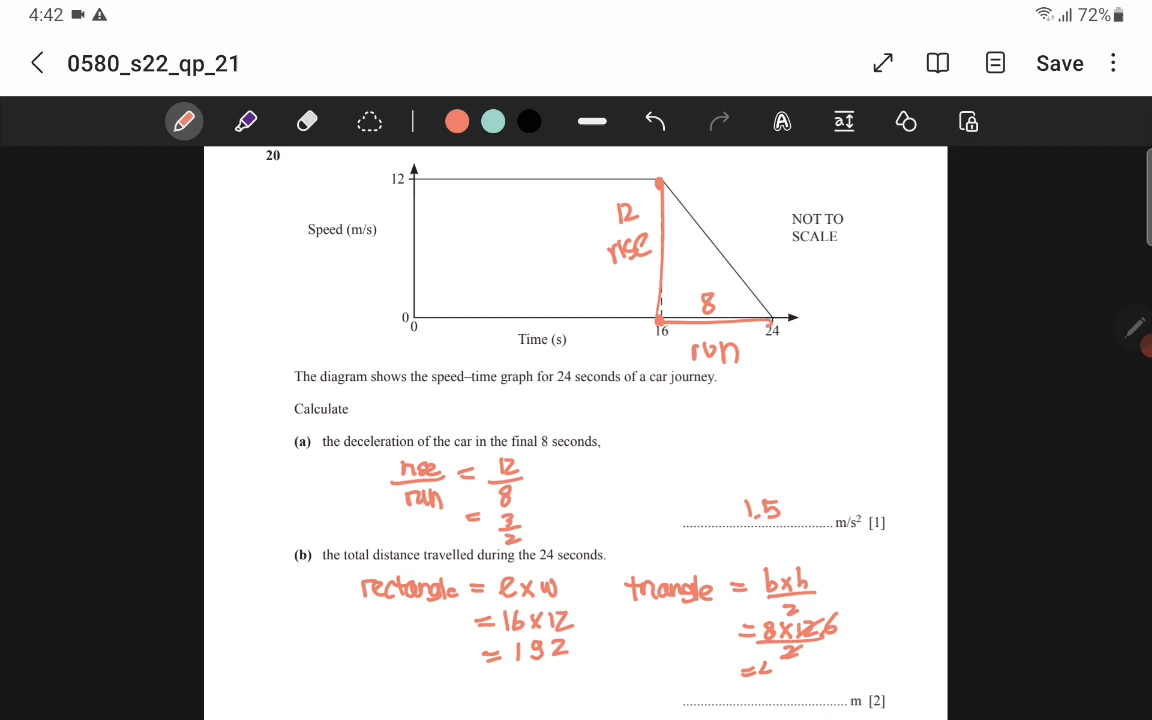 4:42 72%
0580_s22_qp_21 Save
20
12
12
rise
Speed (m/s)
NOT TO
SCALE
8
0
0 16 24
Time (s)
run
The diagram shows the speed–time graph for 24 seconds of a car journey.
Calculate
(a) the deceleration of the car in the final 8 seconds,
rise/run = 12/8
= 3/2
1.5
m/s² [1]
(b) the total distance travelled during the 24 seconds.
rectangle = l x w triangle = b x h/2
= 16 x 12 = 8 x 12 6/2
= 192
=
m [2]